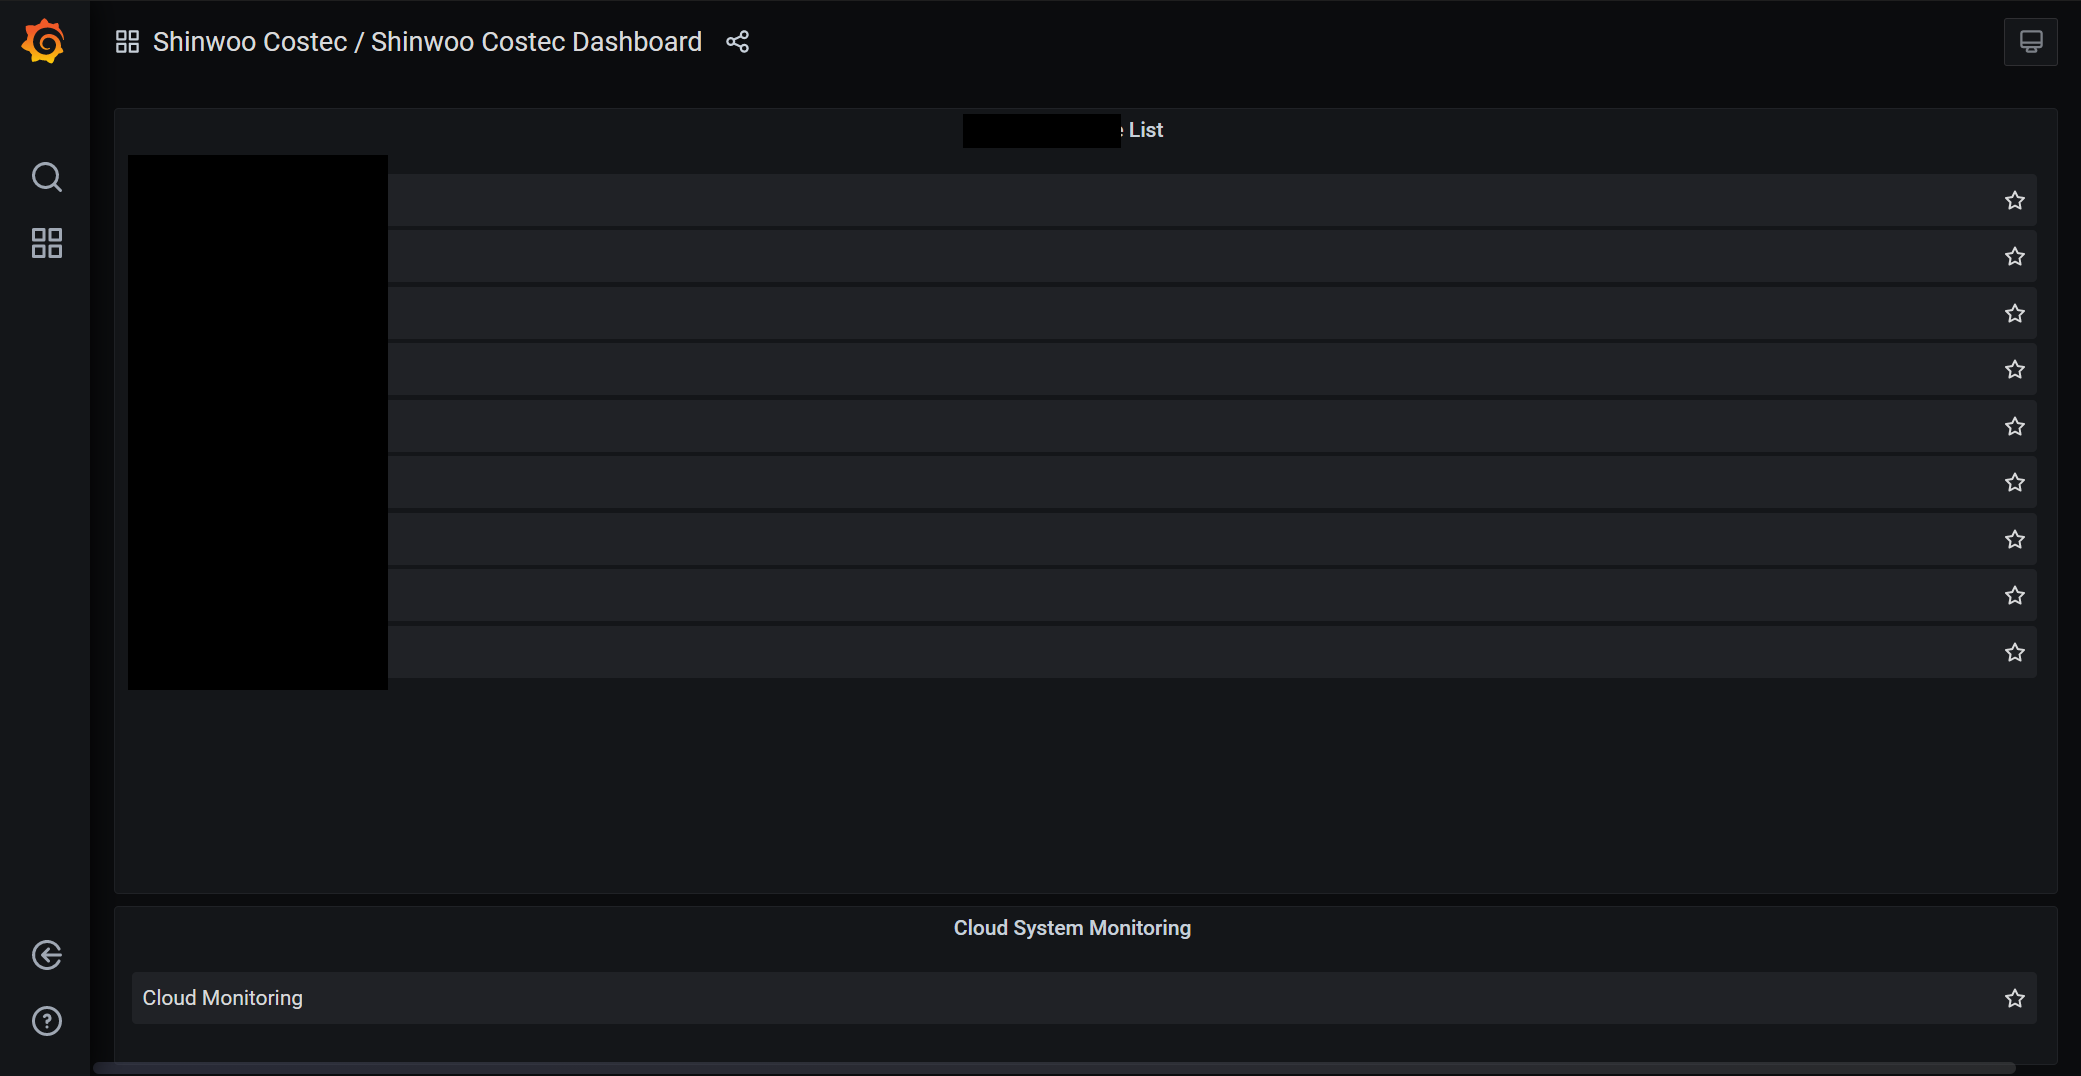 Shinwoo Costec / Shinwoo Costec Dashboard
List
Cloud System Monitoring
Cloud Monitoring